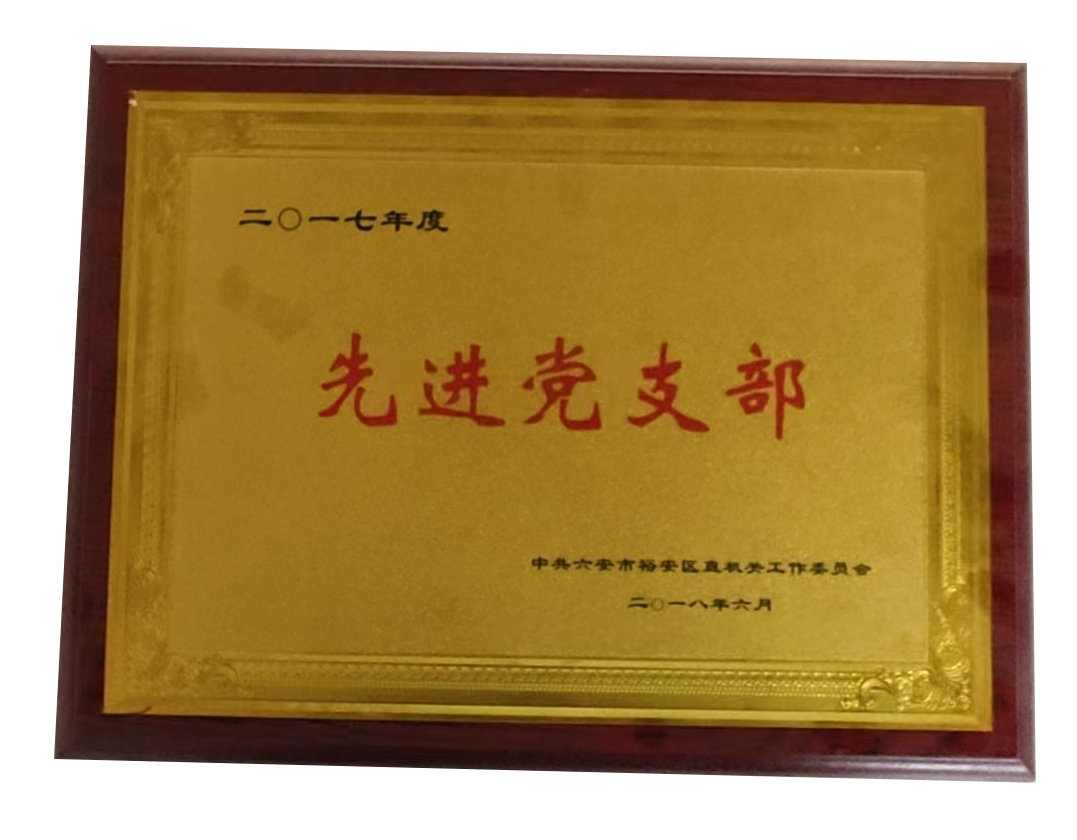 二〇一七年度
先进党支部
中共六安市裕安区直机关工作委员会
二〇一八年六月